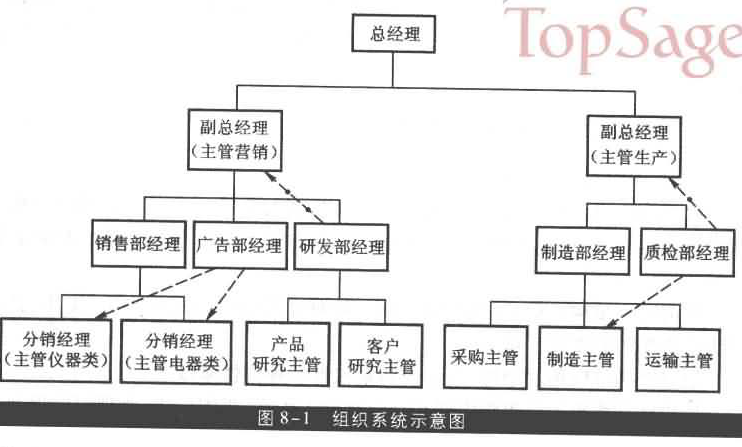 总经理
TopSage
副总经理
(主管营销)
副总经理
(主管生产)
销售部经理
广告部经理
研发部经理
制造部经理
质检部经理
分销经理
(主管仪器类)
分销经理
(主管电器类)
产品
研究主管
客户
研究主管
采购主管
制造主管
运输主管
图8-1 组织系统示意图